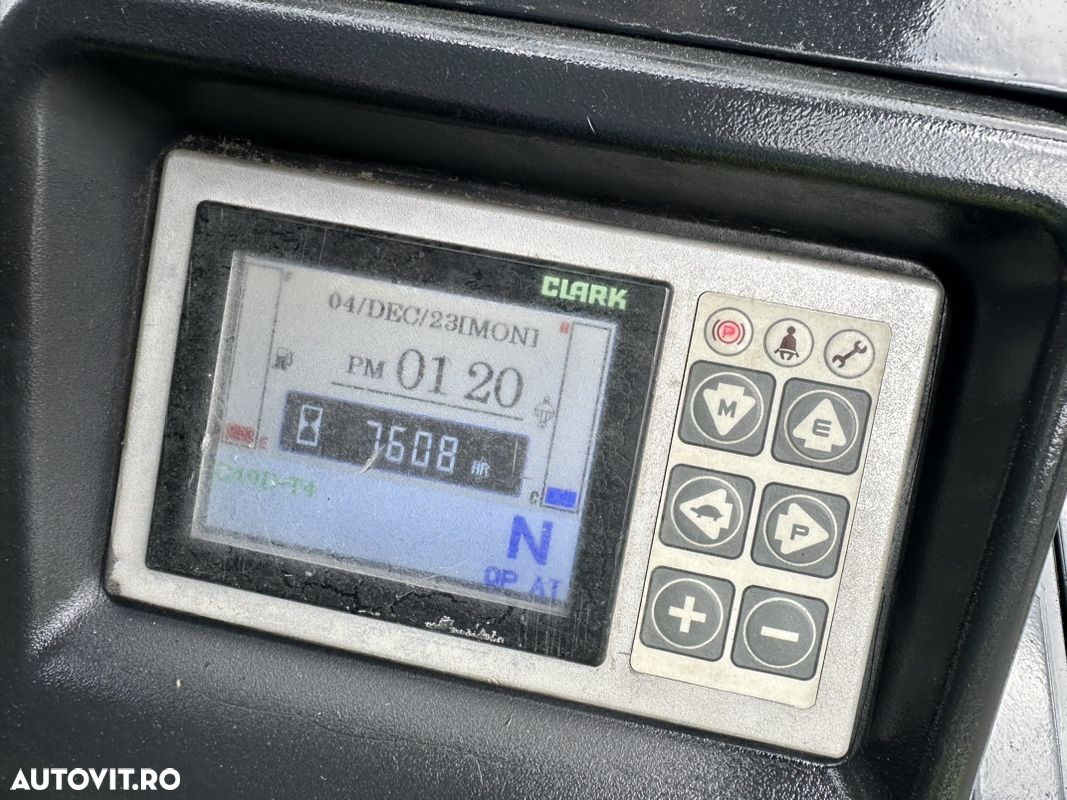 CLARK
04/DEC/23[MON]
H
PM 01 20
7608 HR
E
C
N
OP AT
P
M
E
P
+
−
AUTOVIT.RO